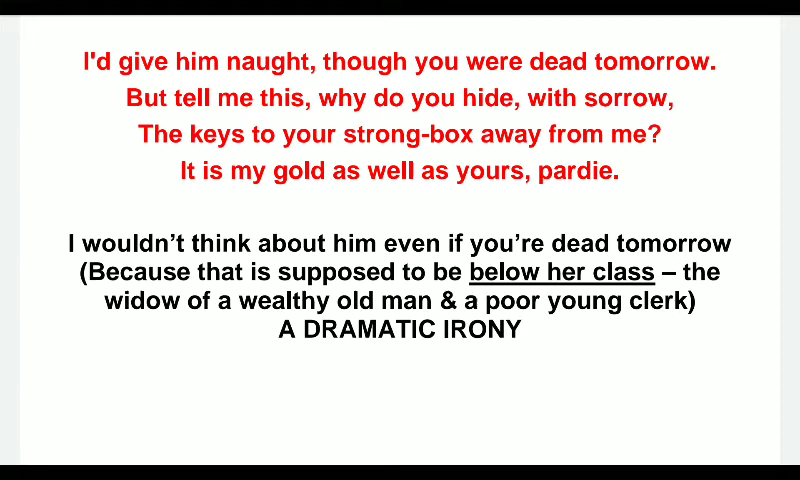 I'd give him naught, though you were dead tomorrow.
But tell me this, why do you hide, with sorrow,
The keys to your strong-box away from me?
It is my gold as well as yours, pardie.
I wouldn’t think about him even if you’re dead tomorrow
(Because that is supposed to be below her class – the
widow of a wealthy old man & a poor young clerk)
A DRAMATIC IRONY